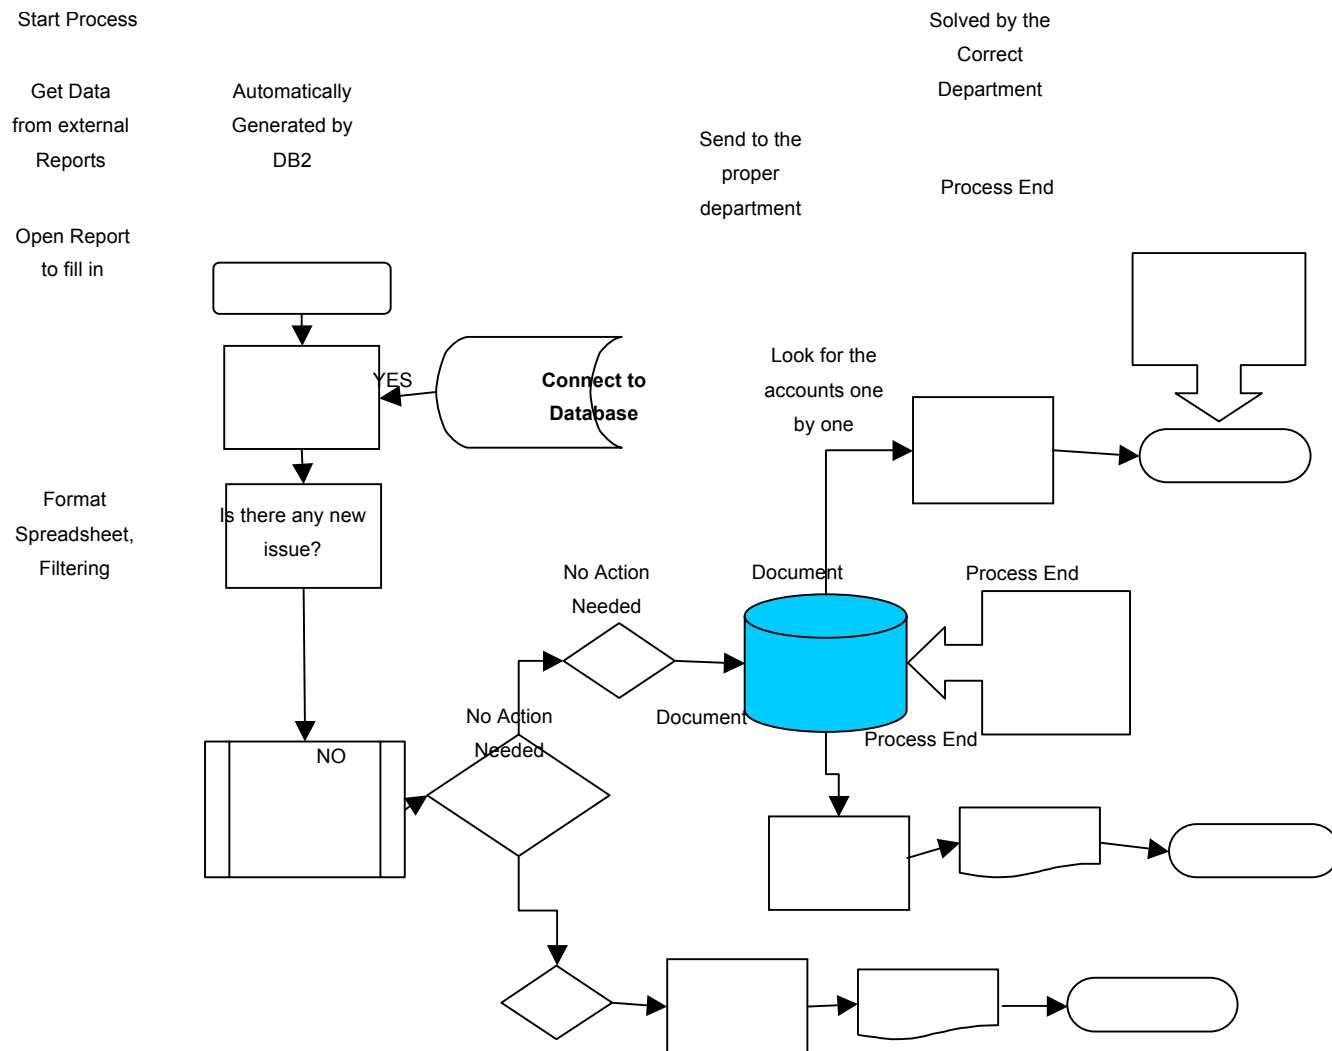 Start Process
Solved by the
Correct
Department
Get Data
from external
Reports
Automatically
Generated by
DB2
Send to the
proper
department
Process End
Open Report
to fill in
YES
Connect to
Database
Look for the
accounts one
by one
Format
Spreadsheet,
Filtering
Is there any new
issue?
No Action
Needed
Document
Process End
No Action
Needed
Document
Process End
NO